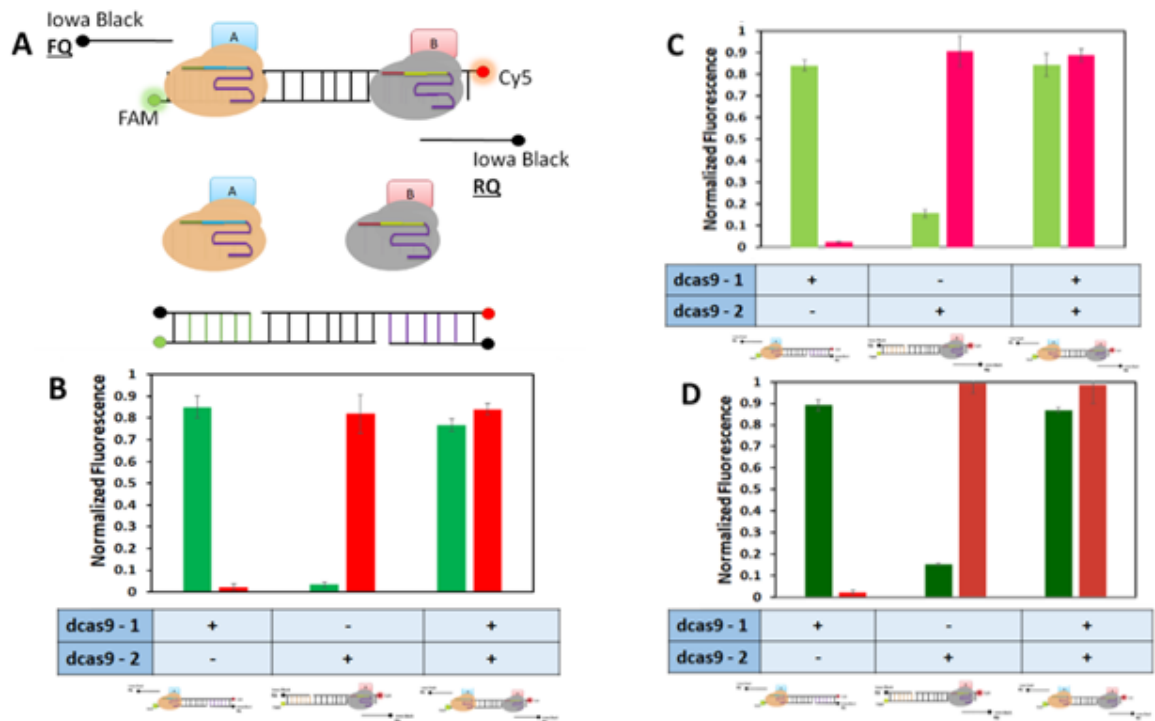 A
Iowa Black
FQ
A
B
Cy5
FAM
Iowa Black
RQ
A
B
B
Normalized Fluorescence
1
0.9
0.8
0.7
0.6
0.5
0.4
0.3
0.2
0.1
0
dcas9 - 1 + - +
dcas9 - 2 - + +
C
Normalized Fluorescence
1
0.9
0.8
0.7
0.6
0.5
0.4
0.3
0.2
0.1
0
dcas9 - 1 + - +
dcas9 - 2 - + +
D
Normalized Fluorescence
1
0.9
0.8
0.7
0.6
0.5
0.4
0.3
0.2
0.1
0
dcas9 - 1 + - +
dcas9 - 2 - + +